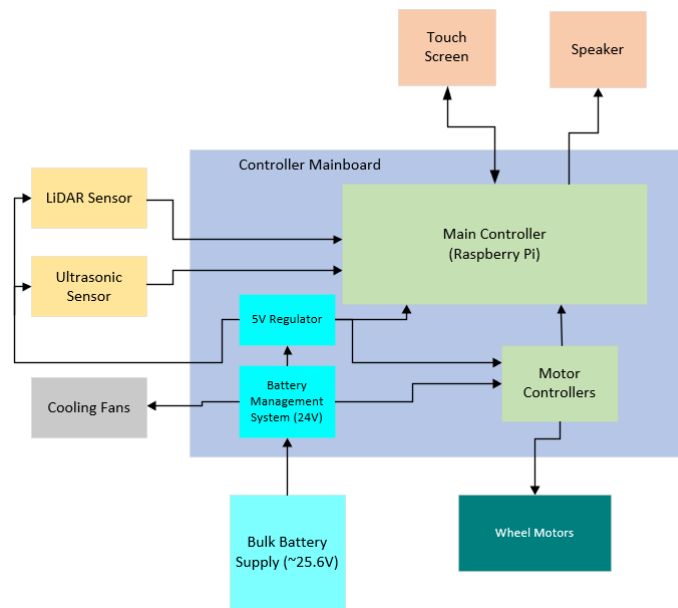 Touch
Screen
Speaker
Controller Mainboard
LiDAR Sensor
Main Controller
(Raspberry Pi)
Ultrasonic
Sensor
5V Regulator
Motor
Controllers
Cooling Fans
Battery
Management
System (24V)
Wheel Motors
Bulk Battery
Supply (~25.6V)